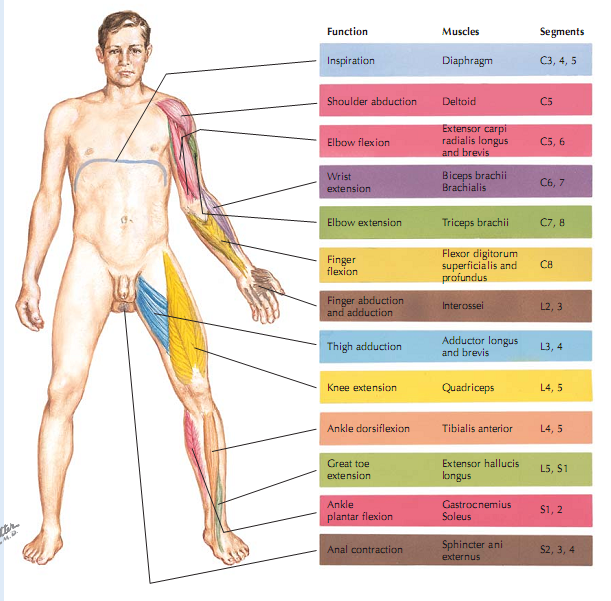 Function Muscles Segments
Inspiration Diaphragm C3, 4, 5
Shoulder abduction Deltoid C5
Elbow flexion Extensor carpi
radialis longus
and brevis C5, 6
Wrist
extension Biceps brachii
Brachialis C6, 7
Elbow extension Triceps brachii C7, 8
Finger
flexion Flexor digitorum
superficialis and
profundus C8
Finger abduction
and adduction Interossei L2, 3
Thigh adduction Adductor longus
and brevis L3, 4
Knee extension Quadriceps L4, 5
Ankle dorsiflexion Tibialis anterior L4, 5
Great toe
extension Extensor hallucis
longus L5, S1
Ankle
plantar flexion Gastrocnemius
Soleus S1, 2
Anal contraction Sphincter ani
externus S2, 3, 4